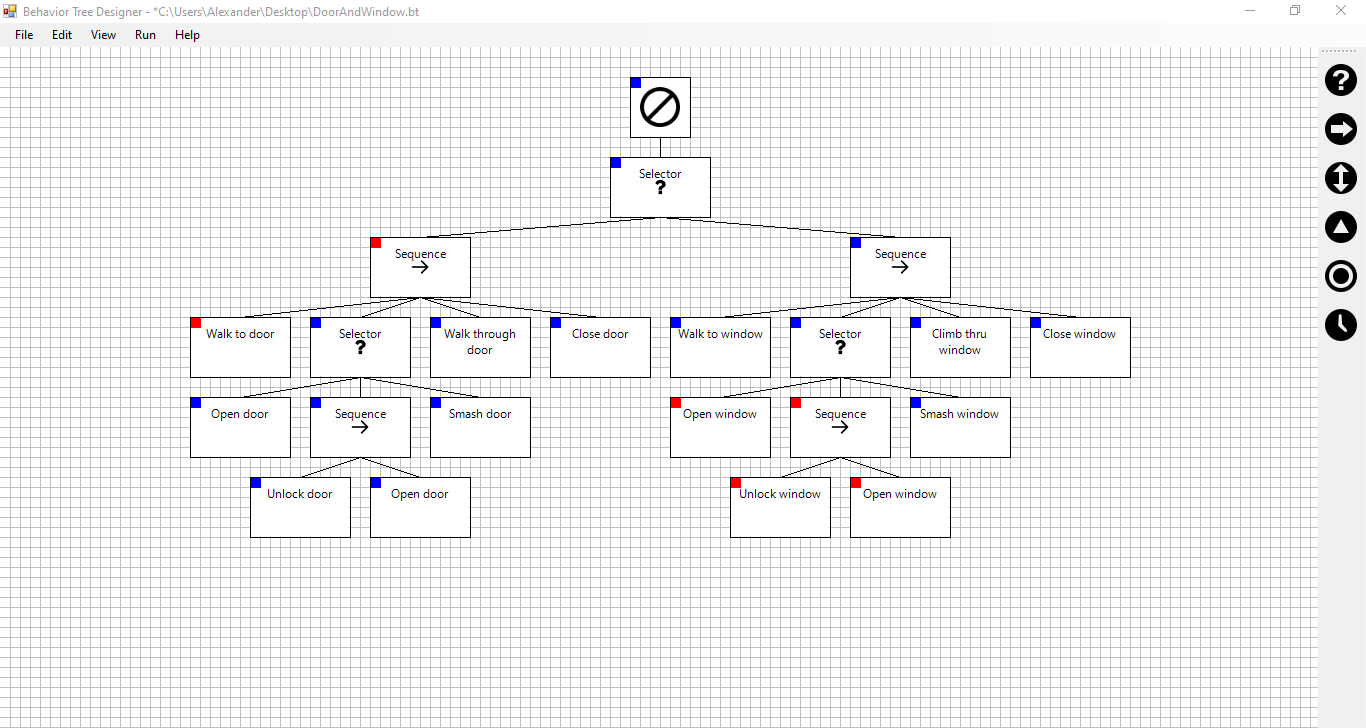 Behavior Tree Designer - *C:\Users\Alexander\Desktop\DoorAndWindow.bt
File Edit View Run Help
Selector
?
Sequence
Sequence
Walk to door
Selector
?
Walk through
door
Close door
Walk to window
Selector
?
Climb thru
window
Close window
Open door
Sequence
Smash door
Open window
Sequence
Smash window
Unlock door
Open door
Unlock window
Open window
?